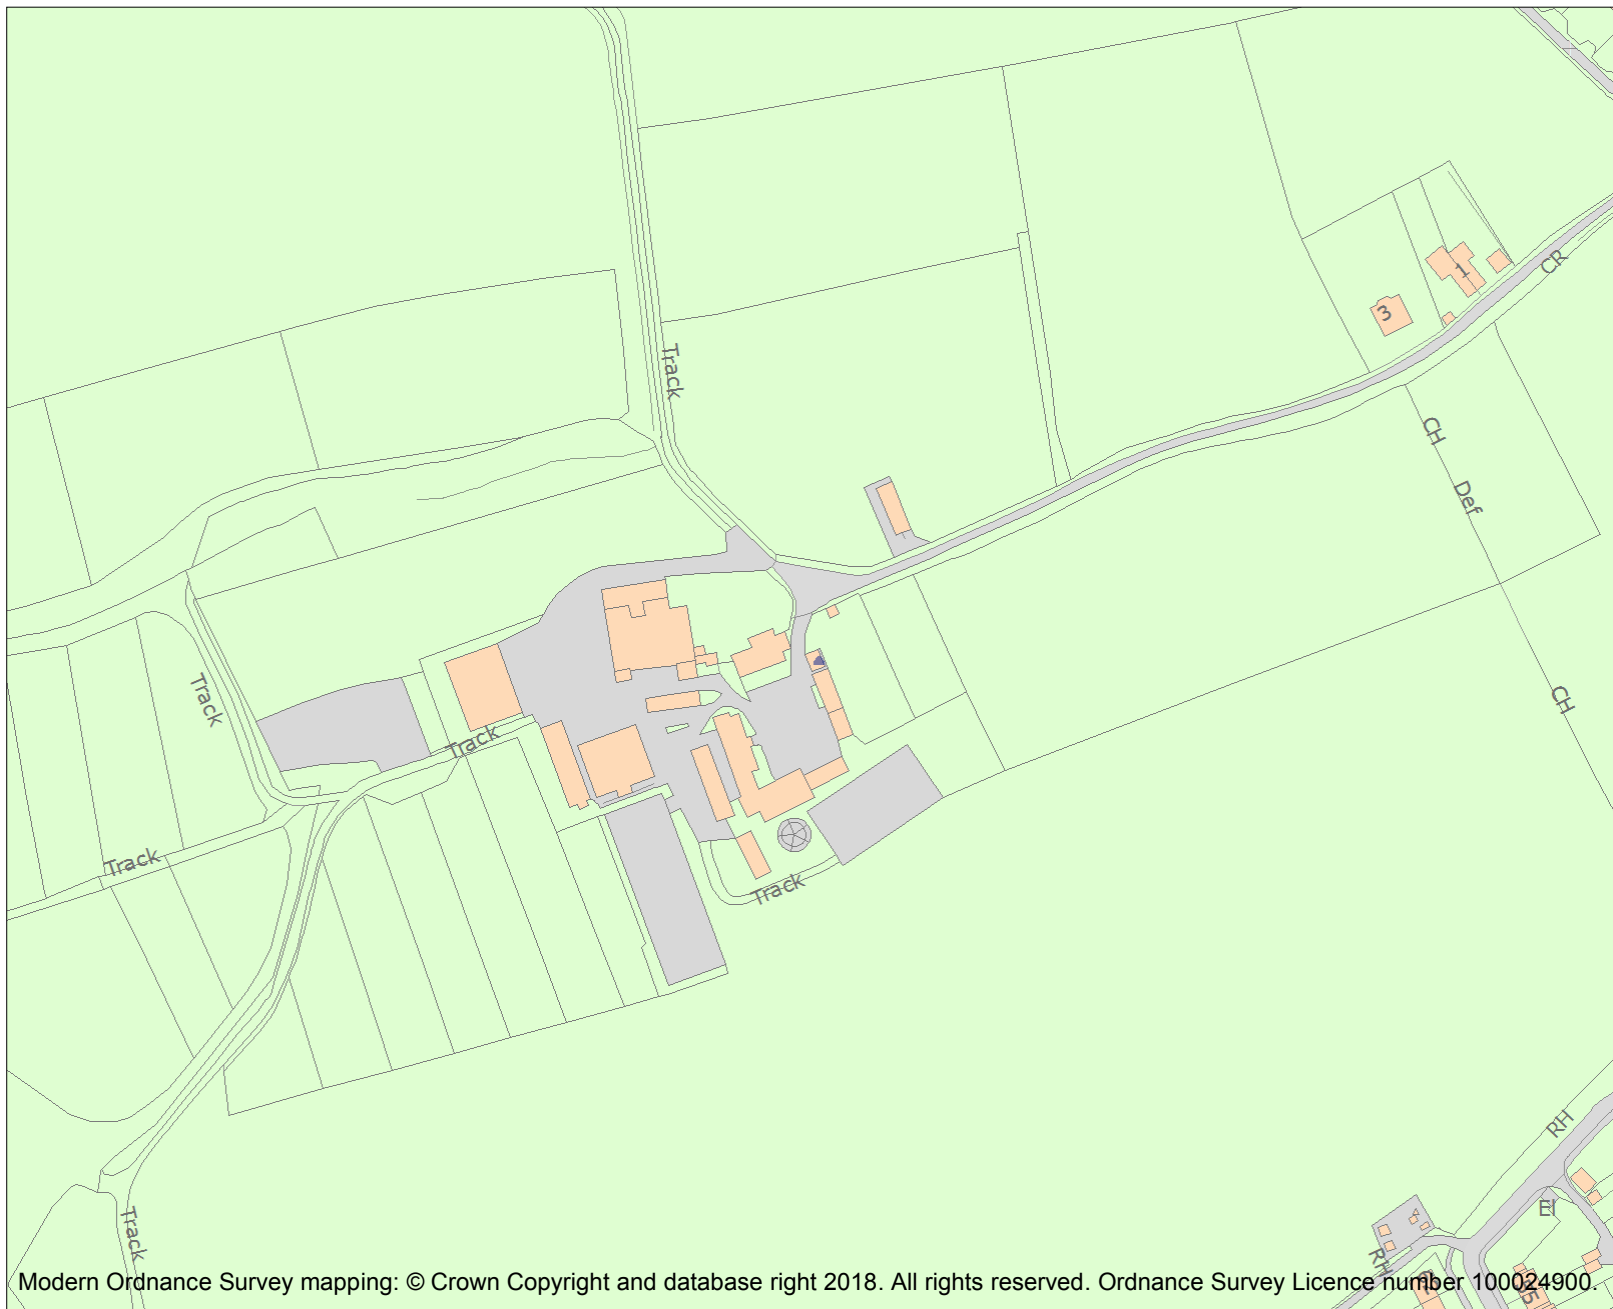 CR
1
3
Track
CH
Def
Track
CH
Track
Track
Track
RH
El
RH
Track
Modern Ordnance Survey mapping: © Crown Copyright and database right 2018. All rights reserved. Ordnance Survey Licence number 100024900.